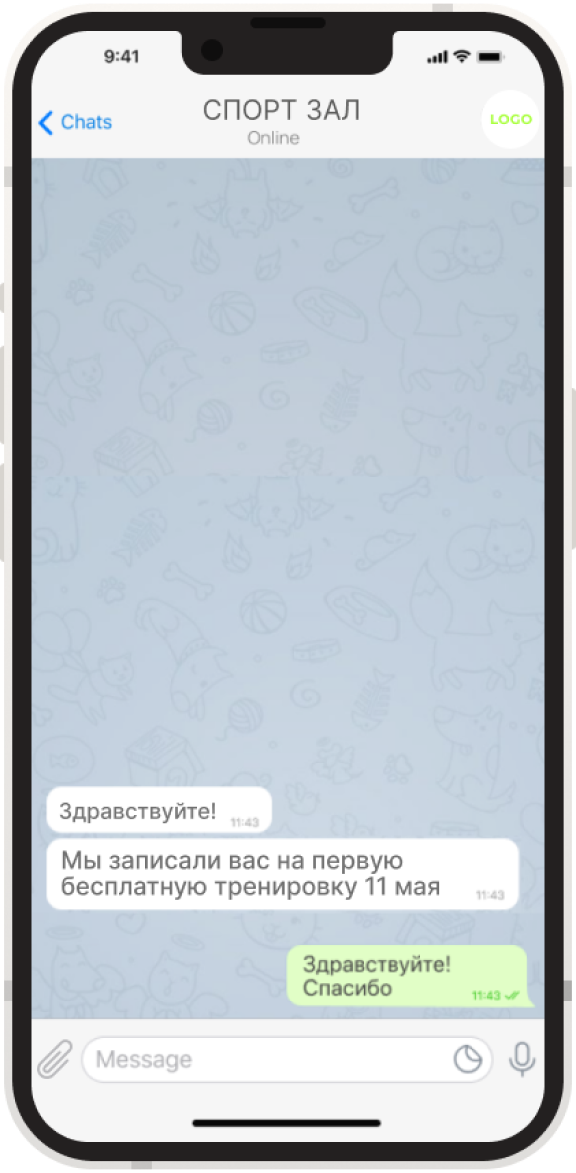 9:41
Chats
СПОРТ ЗАЛ
Online
LOGO
Здравствуйте!
11:43
Мы записали вас на первую
бесплатную тренировку 11 мая
11:43
Здравствуйте!
Спасибо
11:43
Message